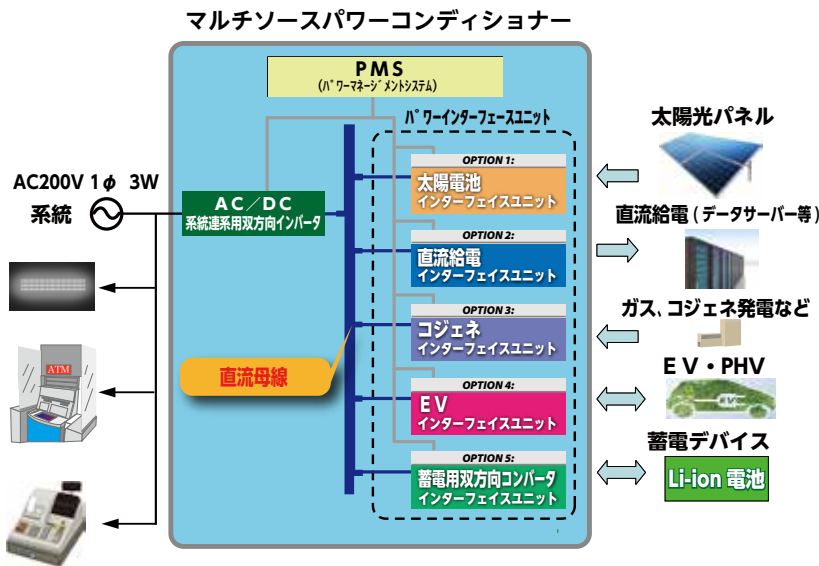 マルチソースパワーコンディショナー
PMS
(パワーマネージメントシステム)
パワーインターフェースユニット
AC200V 1φ 3W
系統
AC／DC
系統連系用双方向インバータ
直流母線
OPTION 1:
太陽電池
インターフェイスユニット
OPTION 2:
直流給電
インターフェイスユニット
OPTION 3:
コジェネ
インターフェイスユニット
OPTION 4:
EV
インターフェイスユニット
OPTION 5:
蓄電用双方向コンバータ
インターフェイスユニット
太陽光パネル
直流給電 ( データサーバー等 )
ガス、コジェネ発電など
EV・PHV
EV
蓄電デバイス
Li-ion 電池
ATM